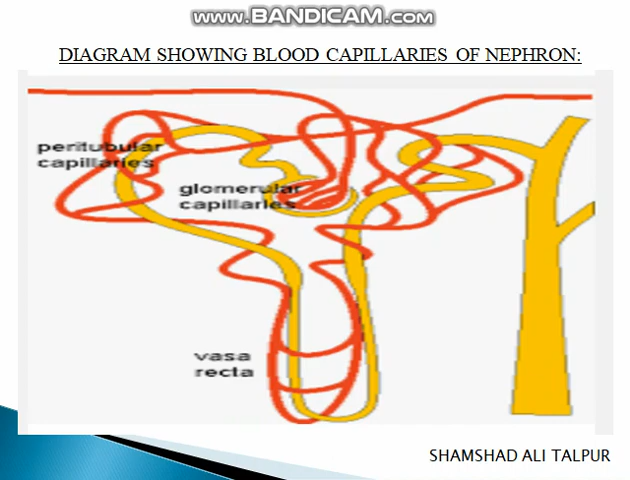 www.BANDICAM.com
DIAGRAM SHOWING BLOOD CAPILLARIES OF NEPHRON:
peritubular
capillaries
glomerular
capillaries
vasa
recta
SHAMSHAD ALI TALPUR